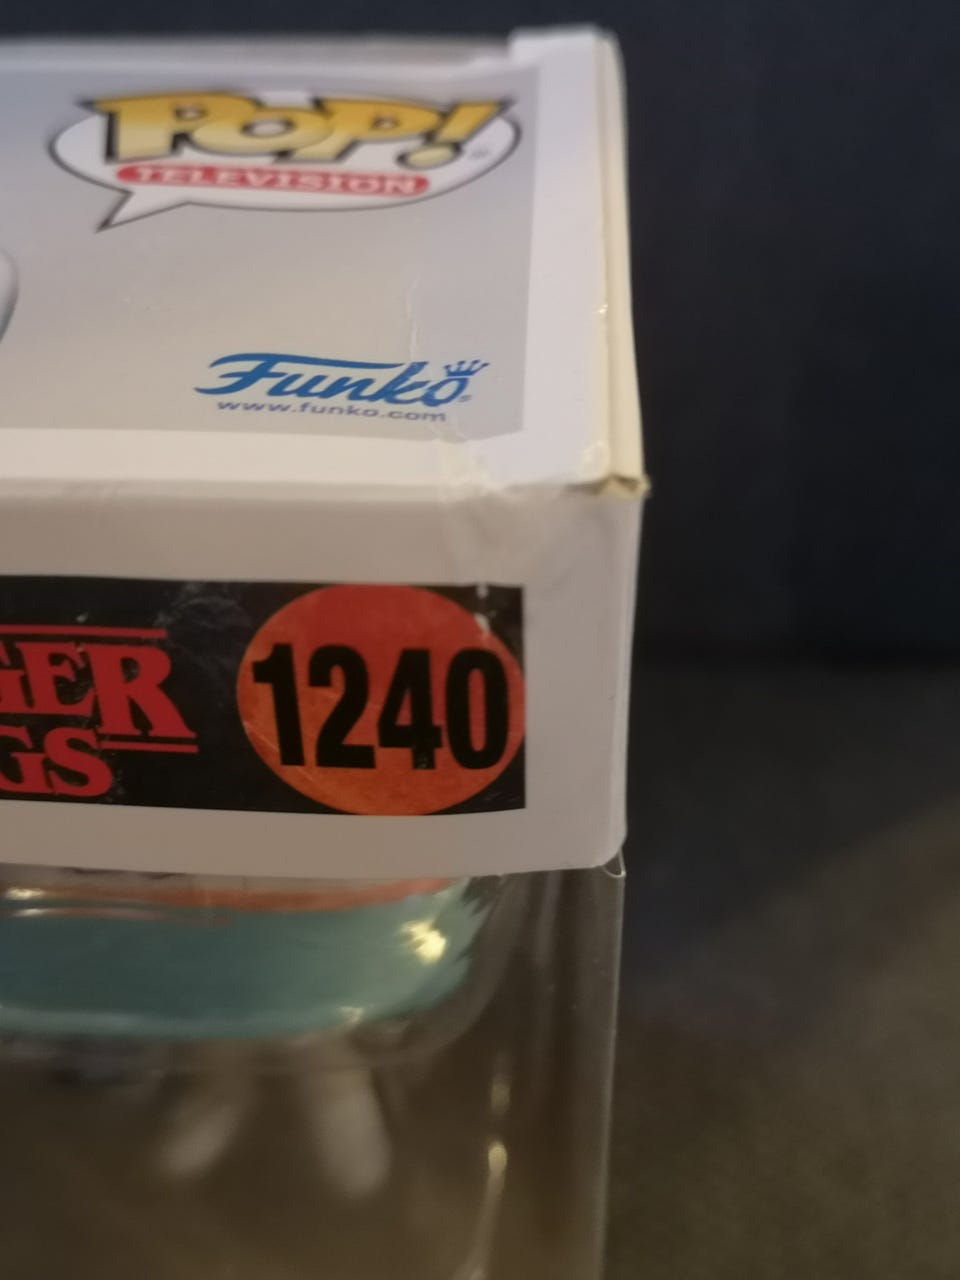 POP!
TELEVISION
Funko
www.funko.com
GER
GS
1240